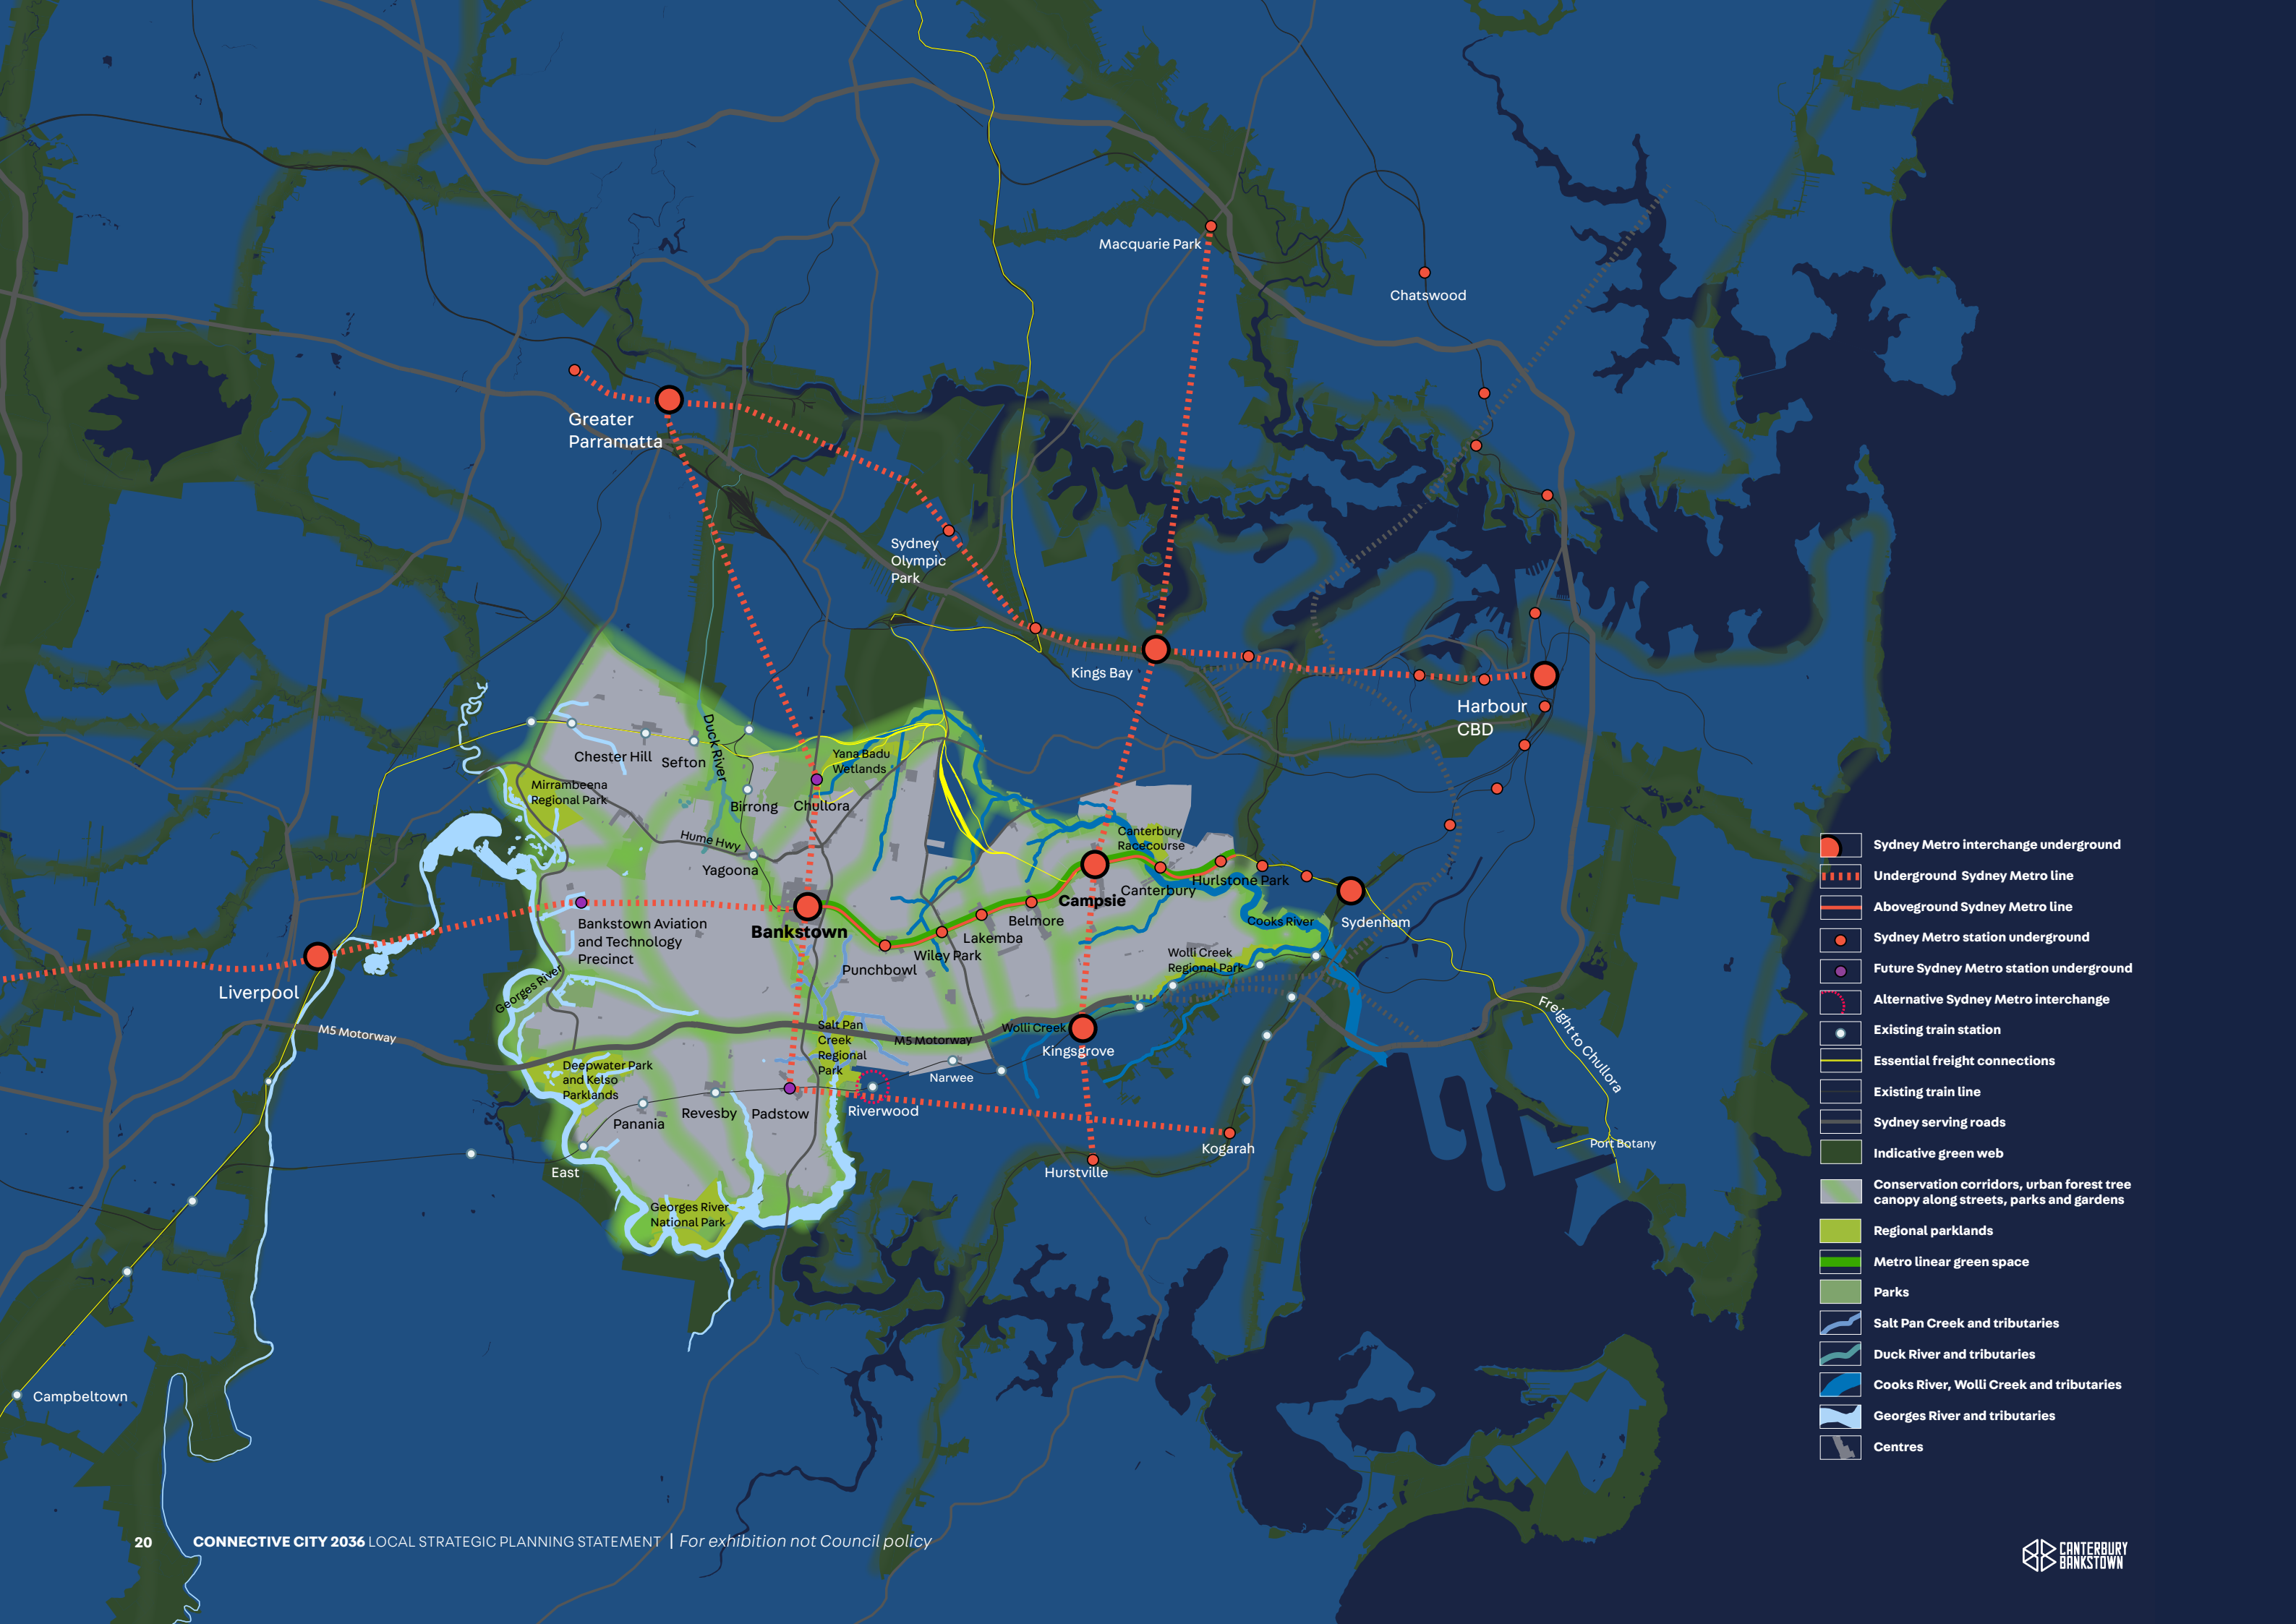 Macquarie Park
Chatswood
Greater
Parramatta
Sydney
Olympic
Park
Kings Bay
Harbour
CBD
Duck River
Chester Hill
Sefton
Yana Badu
Wetlands
Mirrambeena
Regional Park
Birrong
Chullora
Hume Hwy
Yagoona
Canterbury
Racecourse
Canterbury
Hurlstone Park
Campsie
Belmore
Lakemba
Wiley Park
Punchbowl
Bankstown
Bankstown Aviation
and Technology
Precinct
Cooks River
Sydenham
Wolli Creek
Regional Park
Liverpool
Georges River
M5 Motorway
Salt Pan
Creek
Regional
Park
M5 Motorway
Wolli Creek
Kingsgrove
Narwee
Freight to Chullora
Deepwater Park
and Kelso
Parklands
Panania
Revesby
Padstow
Riverwood
Kogarah
Hurstville
Port Botany
East
Georges River
National Park
Campbeltown
Sydney Metro interchange underground
Underground Sydney Metro line
Aboveground Sydney Metro line
Sydney Metro station underground
Future Sydney Metro station underground
Alternative Sydney Metro interchange
Existing train station
Essential freight connections
Existing train line
Sydney serving roads
Indicative green web
Conservation corridors, urban forest tree
canopy along streets, parks and gardens
Regional parklands
Metro linear green space
Parks
Salt Pan Creek and tributaries
Duck River and tributaries
Cooks River, Wolli Creek and tributaries
Georges River and tributaries
Centres
20 CONNECTIVE CITY 2036 LOCAL STRATEGIC PLANNING STATEMENT | For exhibition not Council policy
CANTERBURY
BANKSTOWN